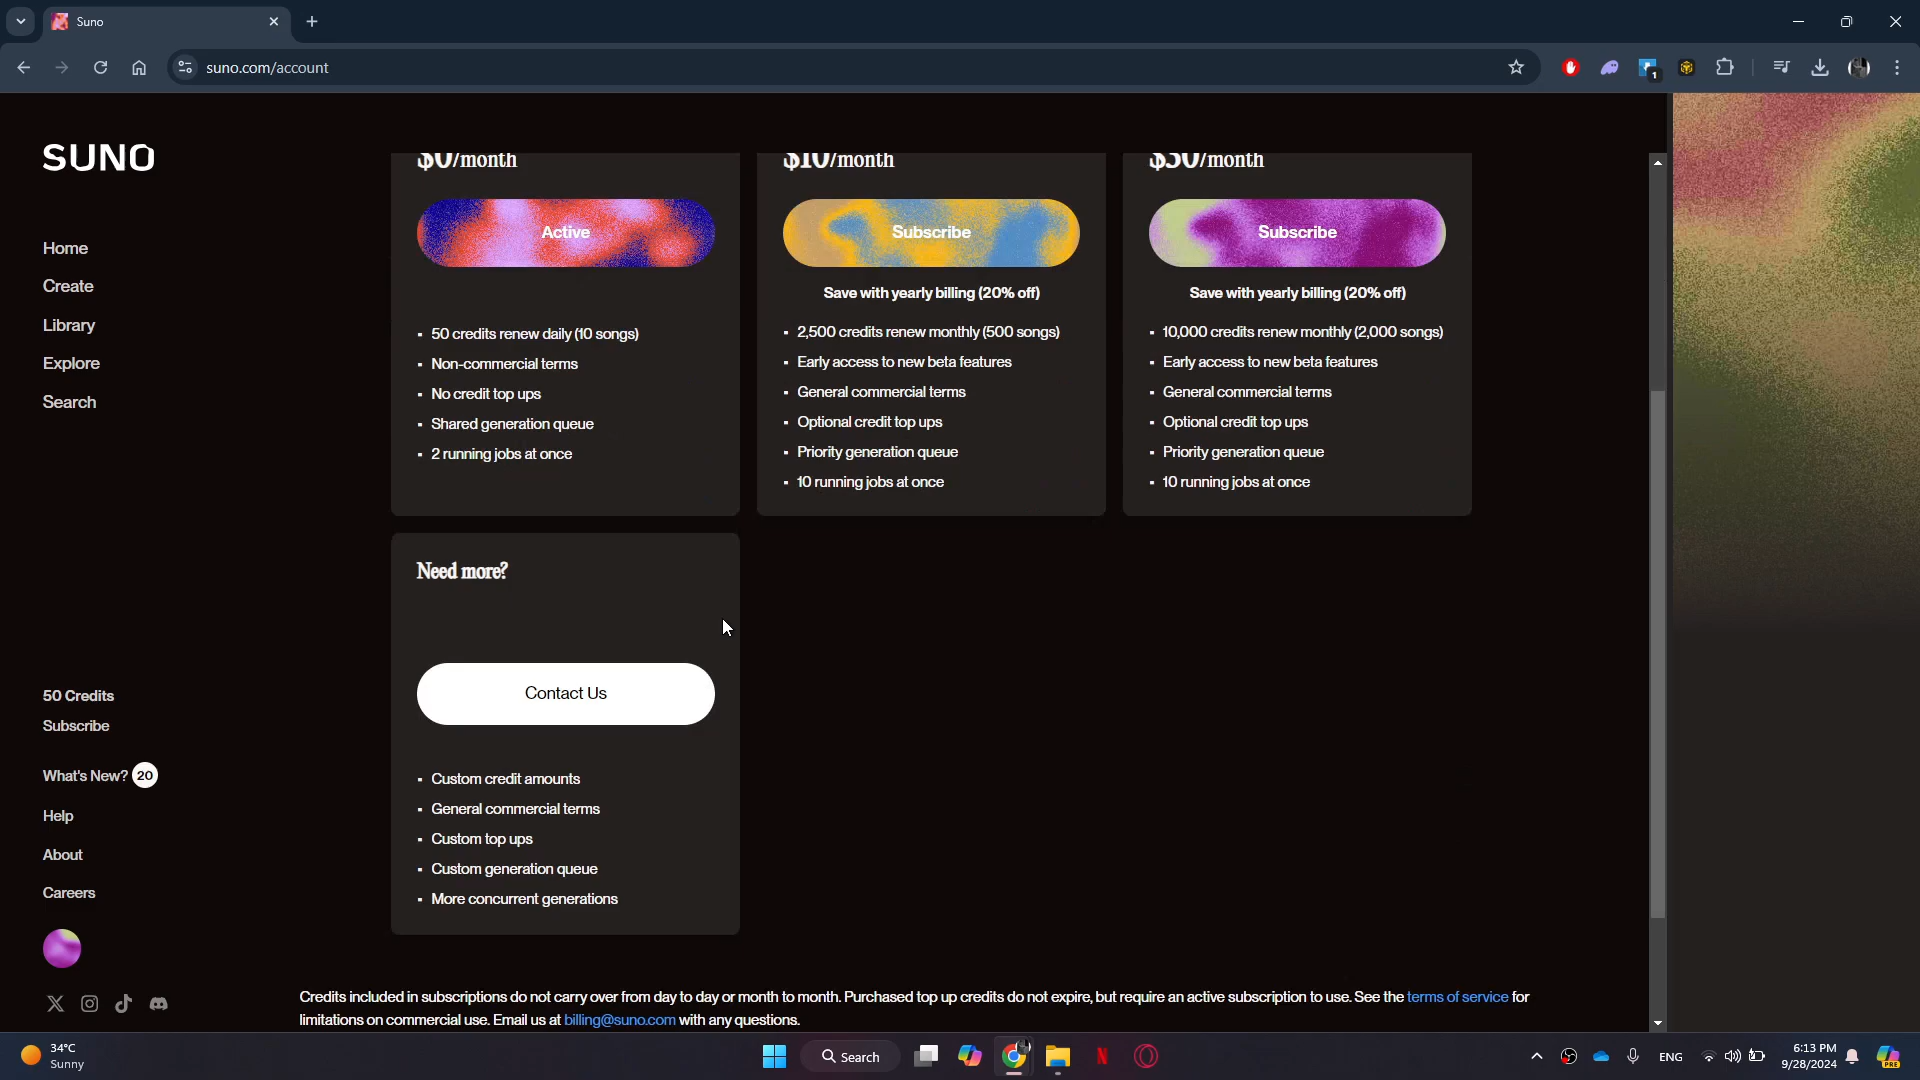 Suno
suno.com/account
1
SUNO
Home
Create
Library
Explore
Search
50 Credits
Subscribe
What's New? 20
Help
About
Careers
$0/month
Active
50 credits renew daily (10 songs)
Non-commercial terms
No credit top ups
Shared generation queue
2 running jobs at once
$10/month
Subscribe
Save with yearly billing (20% off)
2,500 credits renew monthly (500 songs)
Early access to new beta features
General commercial terms
Optional credit top ups
Priority generation queue
10 running jobs at once
$30/month
Subscribe
Save with yearly billing (20% off)
10,000 credits renew monthly (2,000 songs)
Early access to new beta features
General commercial terms
Optional credit top ups
Priority generation queue
10 running jobs at once
Need more?
Contact Us
Custom credit amounts
General commercial terms
Custom top ups
Custom generation queue
More concurrent generations
Credits included in subscriptions do not carry over from day to day or month to month. Purchased top up credits do not expire, but require an active subscription to use. See the terms of service for
limitations on commercial use. Email us at billing@suno.com with any questions.
34°C
Sunny
Search
N
ENG
6:13 PM
9/28/2024
PRE